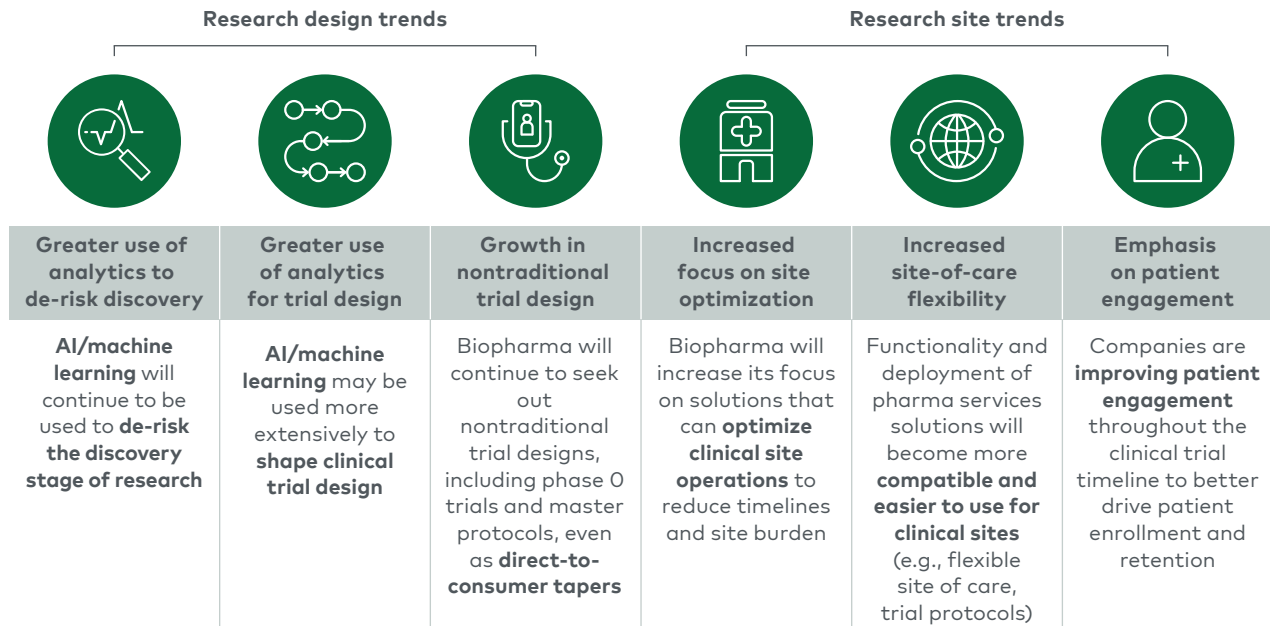 Research design trends
Research site trends
Greater use of
analytics to
de-risk discovery
Greater use
of analytics
for trial design
Growth in
nontraditional
trial design
Increased
focus on site
optimization
Increased
site-of-care
flexibility
Emphasis
on patient
engagement
AI/machine
learning will
continue to be
used to de-risk
the discovery
stage of research
AI/machine
learning may be
used more
extensively to
shape clinical
trial design
Biopharma will
continue to seek
out
nontraditional
trial designs,
including phase 0
trials and master
protocols, even
as direct-to-
consumer tapers
Biopharma will
increase its focus
on solutions that
can optimize
clinical site
operations to
reduce timelines
and site burden
Functionality and
deployment of
pharma services
solutions will
become more
compatible and
easier to use for
clinical sites
(e.g., flexible
site of care,
trial protocols)
Companies are
improving patient
engagement
throughout the
clinical trial
timeline to better
drive patient
enrollment and
retention